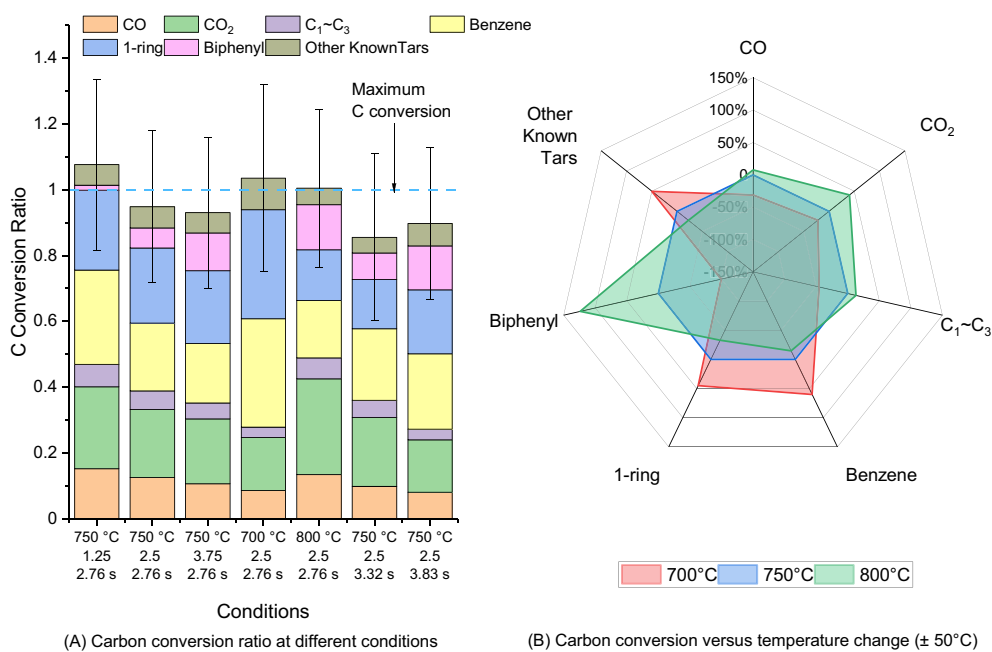 CO CO₂ C₁~C₃ Benzene
1-ring Biphenyl Other KnownTars
Maximum
C conversion
C Conversion Ratio
1.4
1.2
1
0.8
0.6
0.4
0.2
0
750 °C 750 °C 750 °C 700 °C 800 °C 750 °C 750 °C
1.25 2.5 3.75 2.5 2.5 2.5 2.5
2.76 s 2.76 s 2.76 s 2.76 s 2.76 s 3.32 s 3.83 s
Conditions
(A) Carbon conversion ratio at different conditions
CO
CO₂
C₁~C₃
Benzene
1-ring
Biphenyl
Other
Known
Tars
150%
100%
50%
0
-50%
-100%
-150%
700°C 750°C 800°C
(B) Carbon conversion versus temperature change (± 50°C)